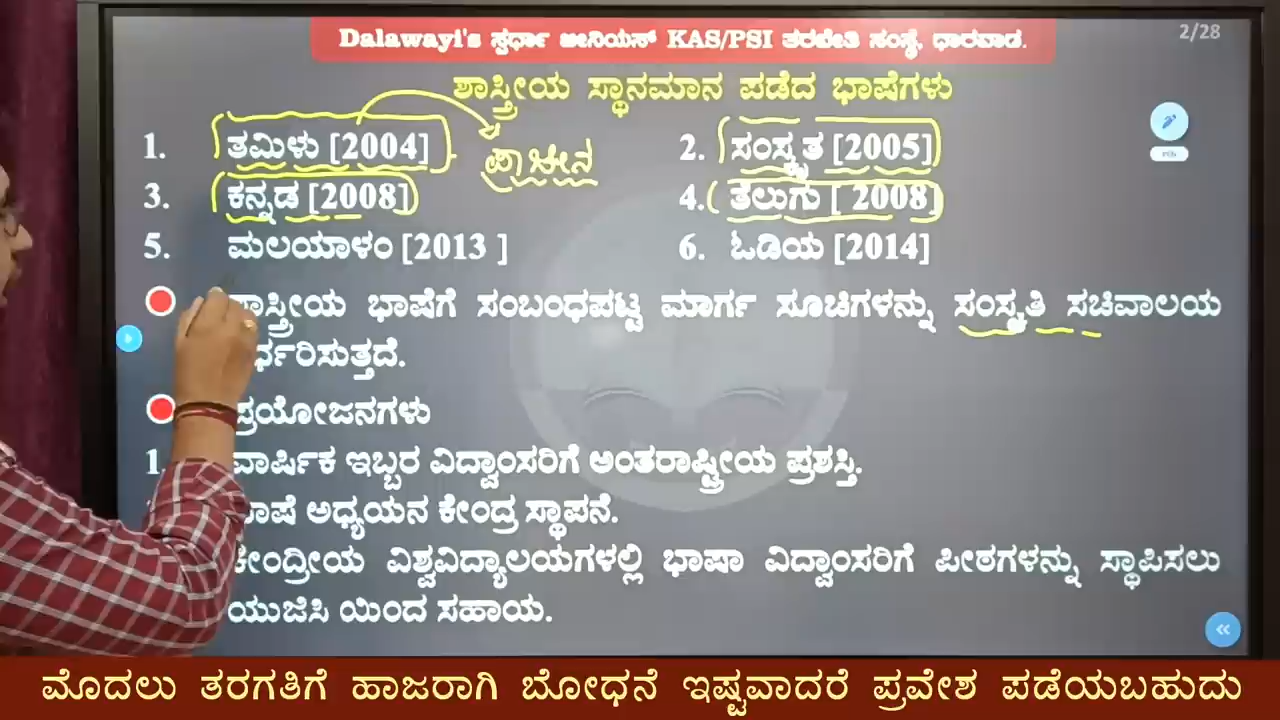 2/28
Dalawayi's ಸ್ಪರ್ಧಾ ಜೀನಿಯಸ್ KAS/PSI ತರಬೇತಿ ಸಂಸ್ಥೆ, ಧಾರವಾಡ.
ಶಾಸ್ತ್ರೀಯ ಸ್ಥಾನಮಾನ ಪಡೆದ ಭಾಷೆಗಳು
1. ತಮಿಳು [2004] ಪ್ರಾಚೀನ 2. ಸಂಸ್ಕೃತ [2005]
3. ಕನ್ನಡ [2008] 4. ತೆಲುಗು [ 2008]
5. ಮಲಯಾಳಂ [2013 ] 6. ಓಡಿಯ [2014]
ಶಾಸ್ತ್ರೀಯ ಭಾಷೆಗೆ ಸಂಬಂಧಪಟ್ಟ ಮಾರ್ಗ ಸೂಚಿಗಳನ್ನು ಸಂಸ್ಕೃತಿ ಸಚಿವಾಲಯ
ರ್ಧರಿಸುತ್ತದೆ.
ಪ್ರಯೋಜನಗಳು
1. ವಾರ್ಷಿಕ ಇಬ್ಬರ ವಿದ್ವಾಂಸರಿಗೆ ಅಂತರಾಷ್ಟ್ರೀಯ ಪ್ರಶಸ್ತಿ.
ಭಾಷೆ ಅಧ್ಯಯನ ಕೇಂದ್ರ ಸ್ಥಾಪನೆ.
ಕೇಂದ್ರೀಯ ವಿಶ್ವವಿದ್ಯಾಲಯಗಳಲ್ಲಿ ಭಾಷಾ ವಿದ್ವಾಂಸರಿಗೆ ಪೀಠಗಳನ್ನು ಸ್ಥಾಪಿಸಲು
ಯುಜಿಸಿ ಯಿಂದ ಸಹಾಯ.
ಮೊದಲು ತರಗತಿಗೆ ಹಾಜರಾಗಿ ಬೋಧನೆ ಇಷ್ಟವಾದರೆ ಪ್ರವೇಶ ಪಡೆಯಬಹುದು